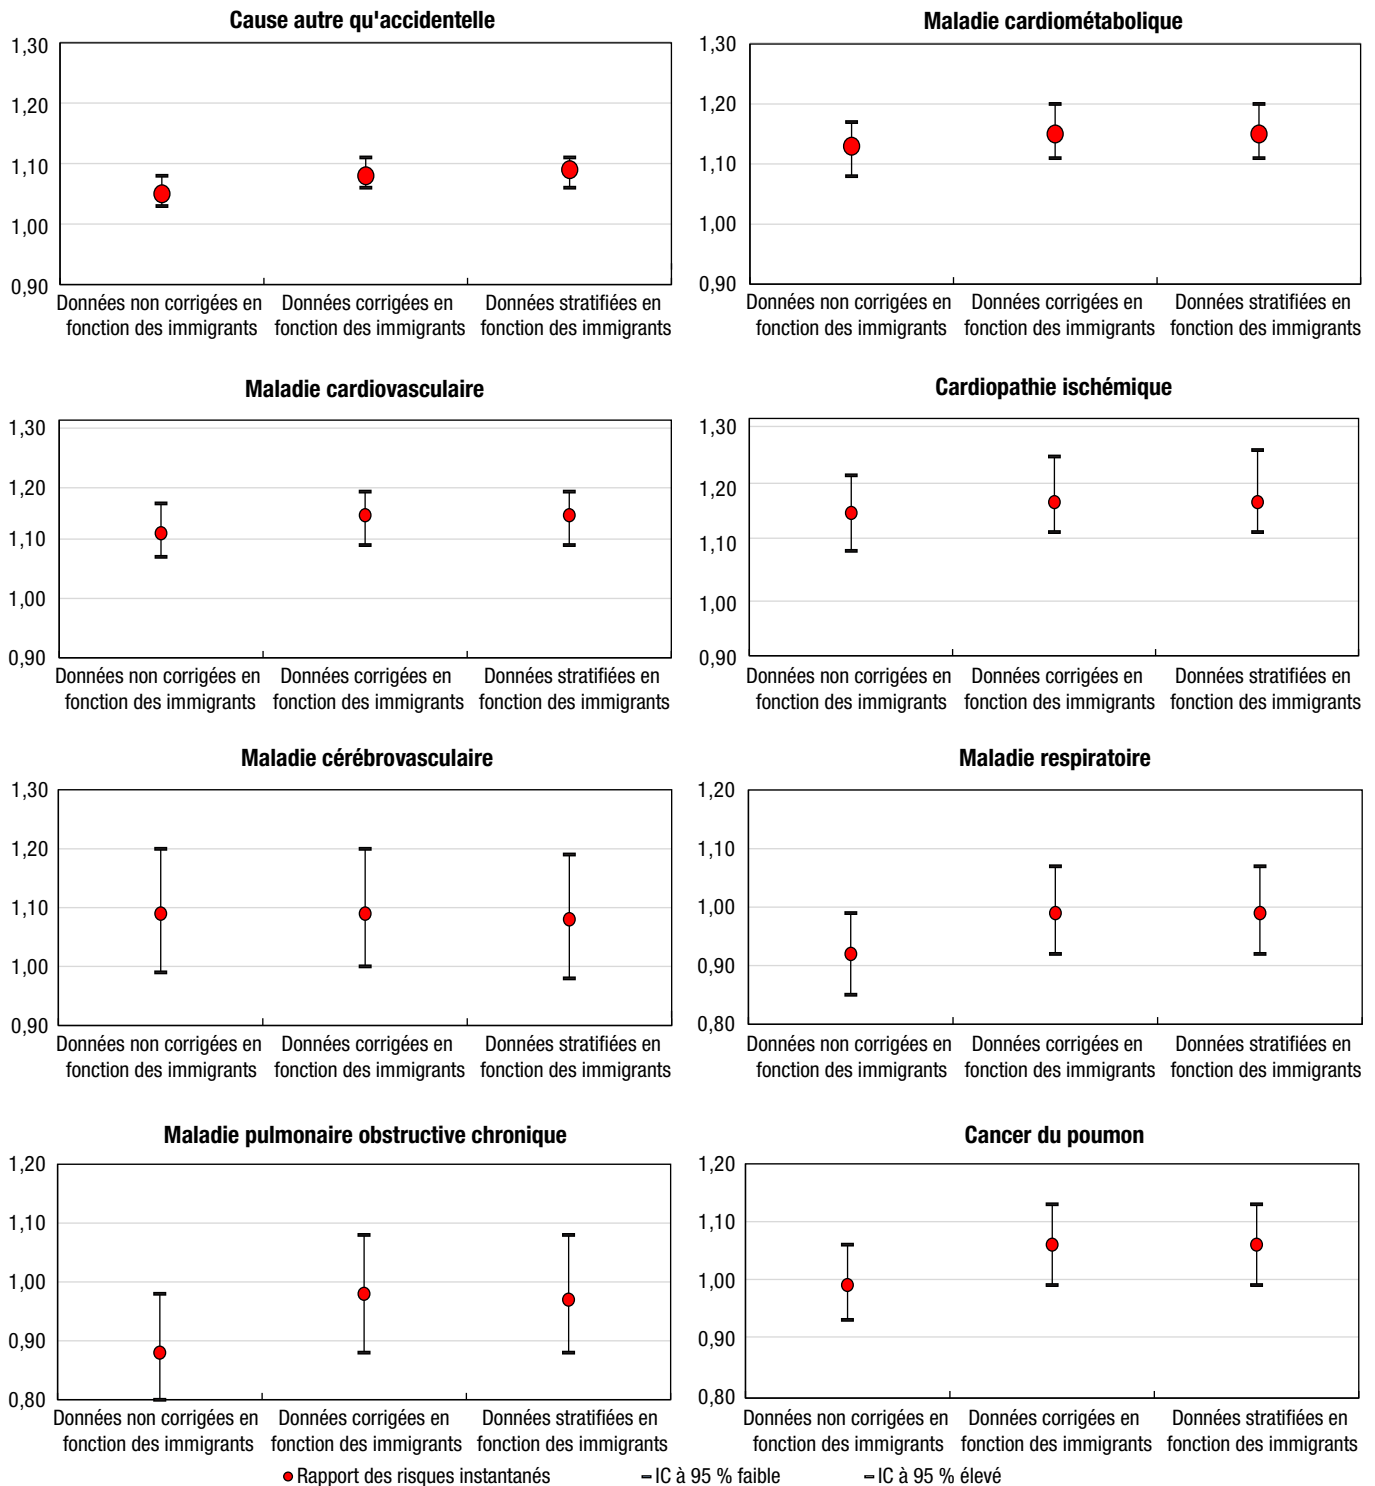 Cause autre qu'accidentelle
1,30
1,20
1,10
1,00
0,90
Données non corrigées en
fonction des immigrants
Données corrigées en
fonction des immigrants
Données stratifiées en
fonction des immigrants
Maladie cardiométabolique
1,30
1,20
1,10
1,00
0,90
Données non corrigées en
fonction des immigrants
Données corrigées en
fonction des immigrants
Données stratifiées en
fonction des immigrants
Maladie cardiovasculaire
1,30
1,20
1,10
1,00
0,90
Données non corrigées en
fonction des immigrants
Données corrigées en
fonction des immigrants
Données stratifiées en
fonction des immigrants
Cardiopathie ischémique
1,30
1,20
1,10
1,00
0,90
Données non corrigées en
fonction des immigrants
Données corrigées en
fonction des immigrants
Données stratifiées en
fonction des immigrants
Maladie cérébrovasculaire
1,30
1,20
1,10
1,00
0,90
Données non corrigées en
fonction des immigrants
Données corrigées en
fonction des immigrants
Données stratifiées en
fonction des immigrants
Maladie respiratoire
1,20
1,10
1,00
0,90
0,80
Données non corrigées en
fonction des immigrants
Données corrigées en
fonction des immigrants
Données stratifiées en
fonction des immigrants
Maladie pulmonaire obstructive chronique
1,20
1,10
1,00
0,90
0,80
Données non corrigées en
fonction des immigrants
Données corrigées en
fonction des immigrants
Données stratifiées en
fonction des immigrants
Cancer du poumon
1,20
1,10
1,00
0,90
0,80
Données non corrigées en
fonction des immigrants
Données corrigées en
fonction des immigrants
Données stratifiées en
fonction des immigrants
Rapport des risques instantanés
IC à 95 % faible
IC à 95 % élevé